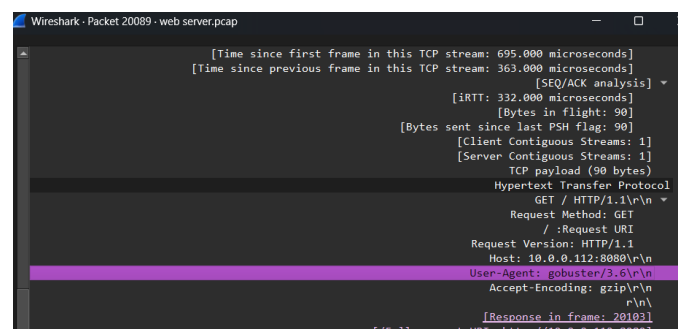 Wireshark · Packet 20089 · web server.pcap
[Time since first frame in this TCP stream: 695.000 microseconds]
[Time since previous frame in this TCP stream: 363.000 microseconds]
[SEQ/ACK analysis]
[iRTT: 332.000 microseconds]
[Bytes in flight: 90]
[Bytes sent since last PSH flag: 90]
[Client Contiguous Streams: 1]
[Server Contiguous Streams: 1]
TCP payload (90 bytes)
Hypertext Transfer Protocol
GET / HTTP/1.1\r\n
Request Method: GET
/ :Request URI
Request Version: HTTP/1.1
Host: 10.0.0.112:8080\r\n
User-Agent: gobuster/3.6\r\n
Accept-Encoding: gzip\r\n
r\n\
[Response in frame: 20103]